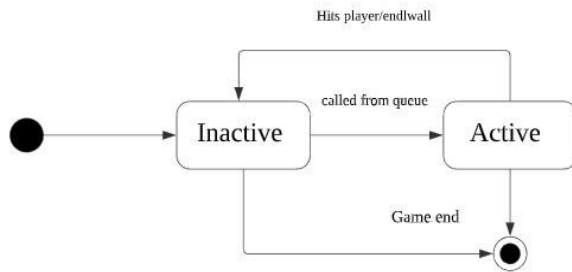 Hits player/endlwall
called from queue
Inactive
Active
Game end